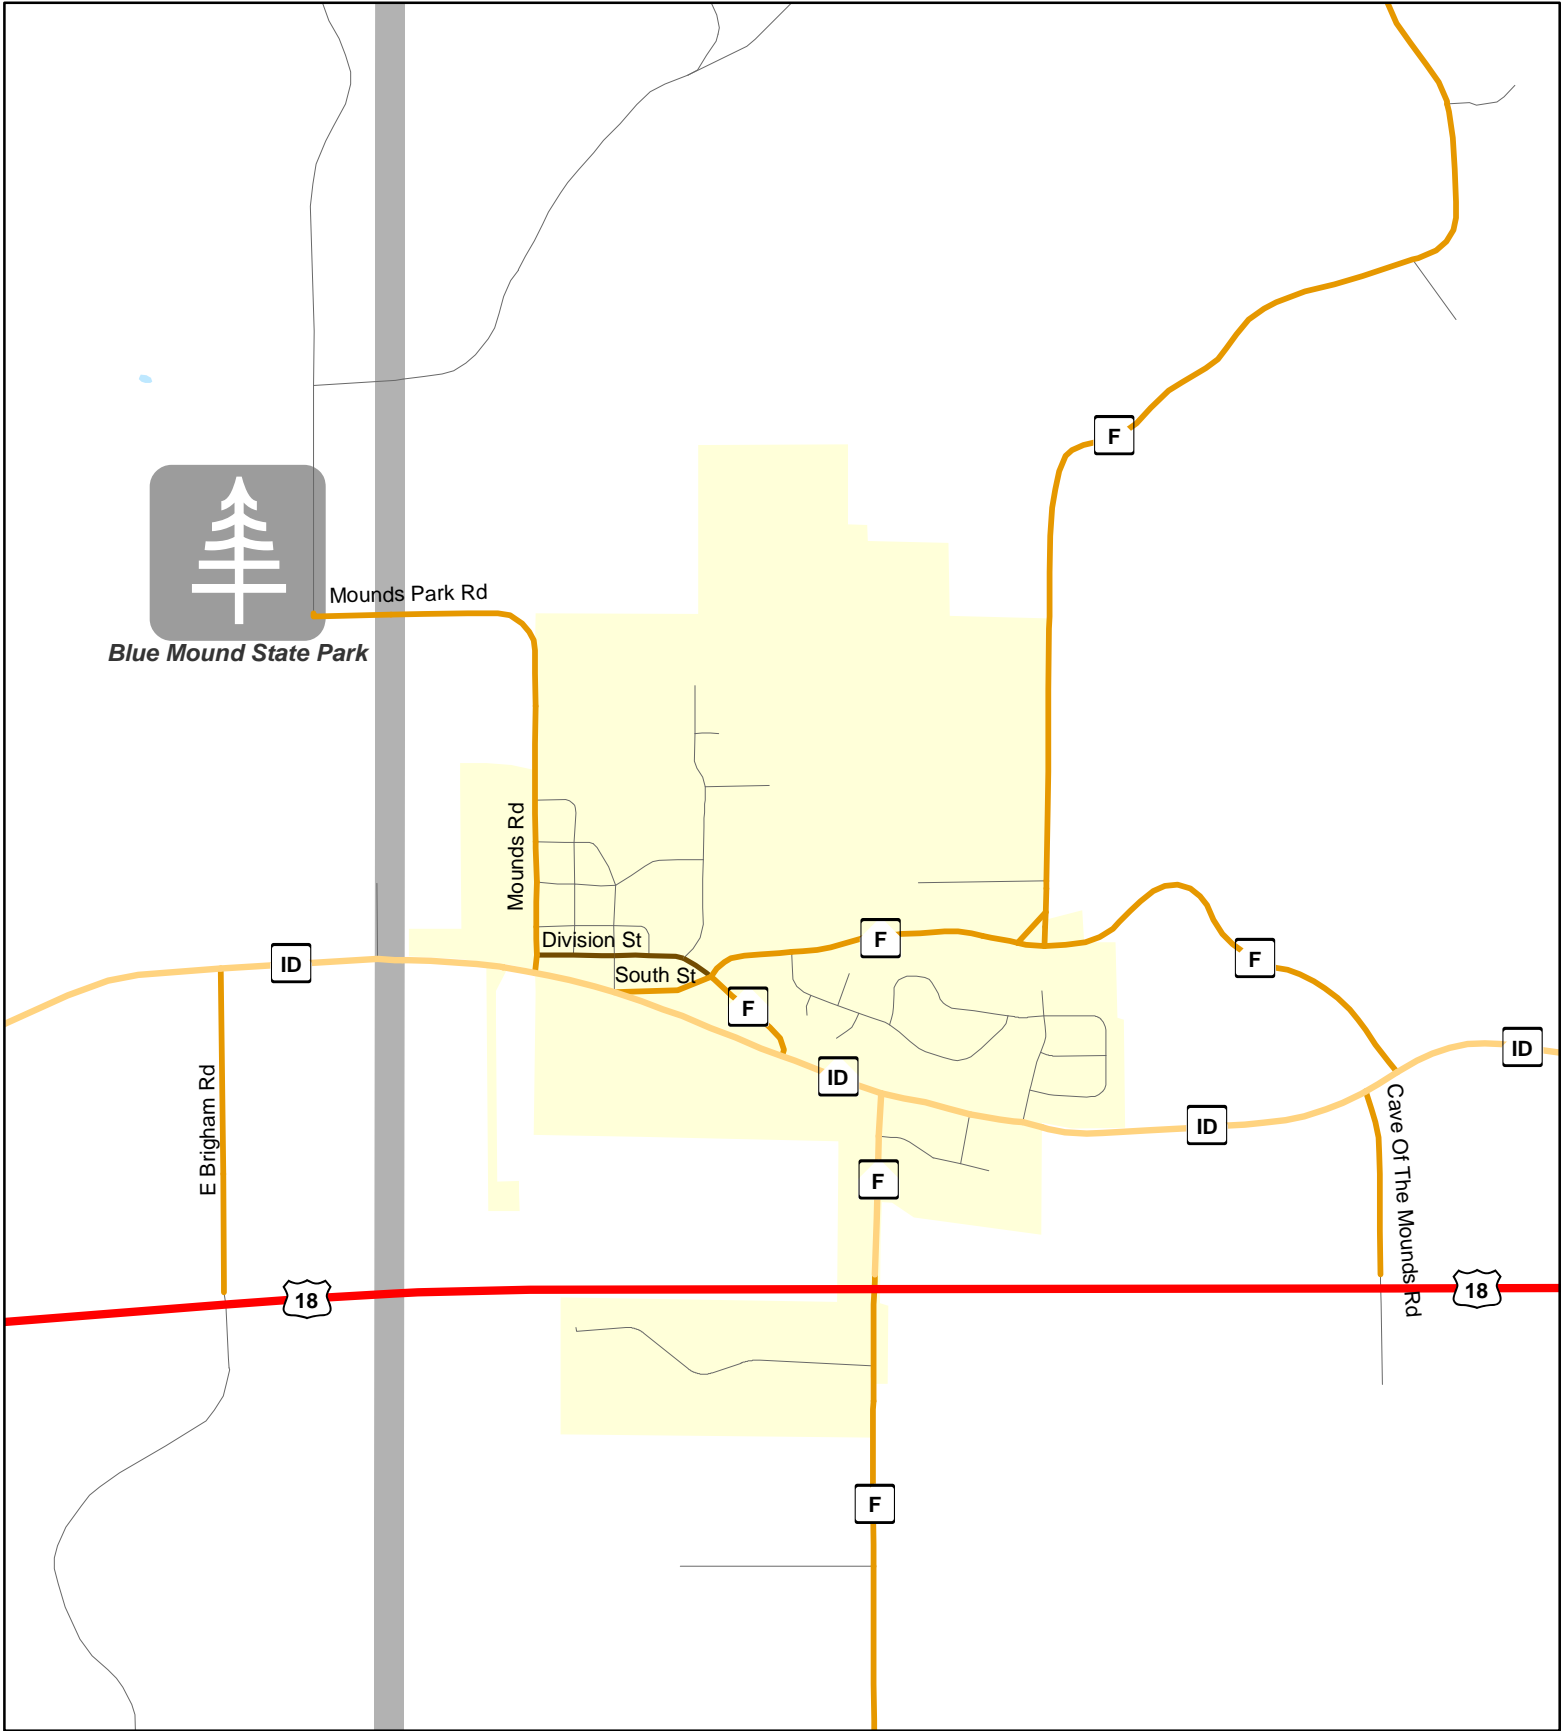 F
Mounds Park Rd
Blue Mound State Park
Mounds Rd
Division St
F
F
ID
South St
F
ID
ID
E Brigham Rd
ID
Cave Of The Mounds Rd
F
18
18
F